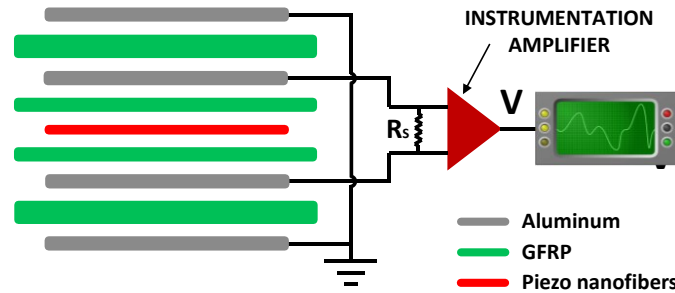 INSTRUMENTATION
AMPLIFIER
V
Rs
Aluminum
GFRP
Piezo nanofibers